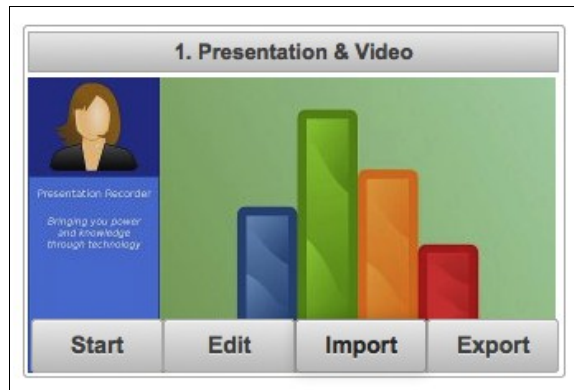 1. Presentation & Video
Presentation Recorder
Bringing you power
and knowledge
through technology
Start
Edit
Import
Export